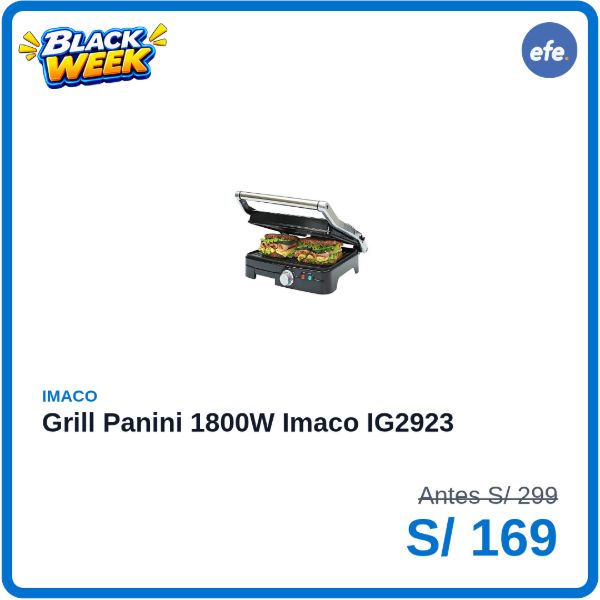 BLACK
WEEK
efe.
IMACO
Grill Panini 1800W Imaco IG2923
Antes S/ 299
S/ 169